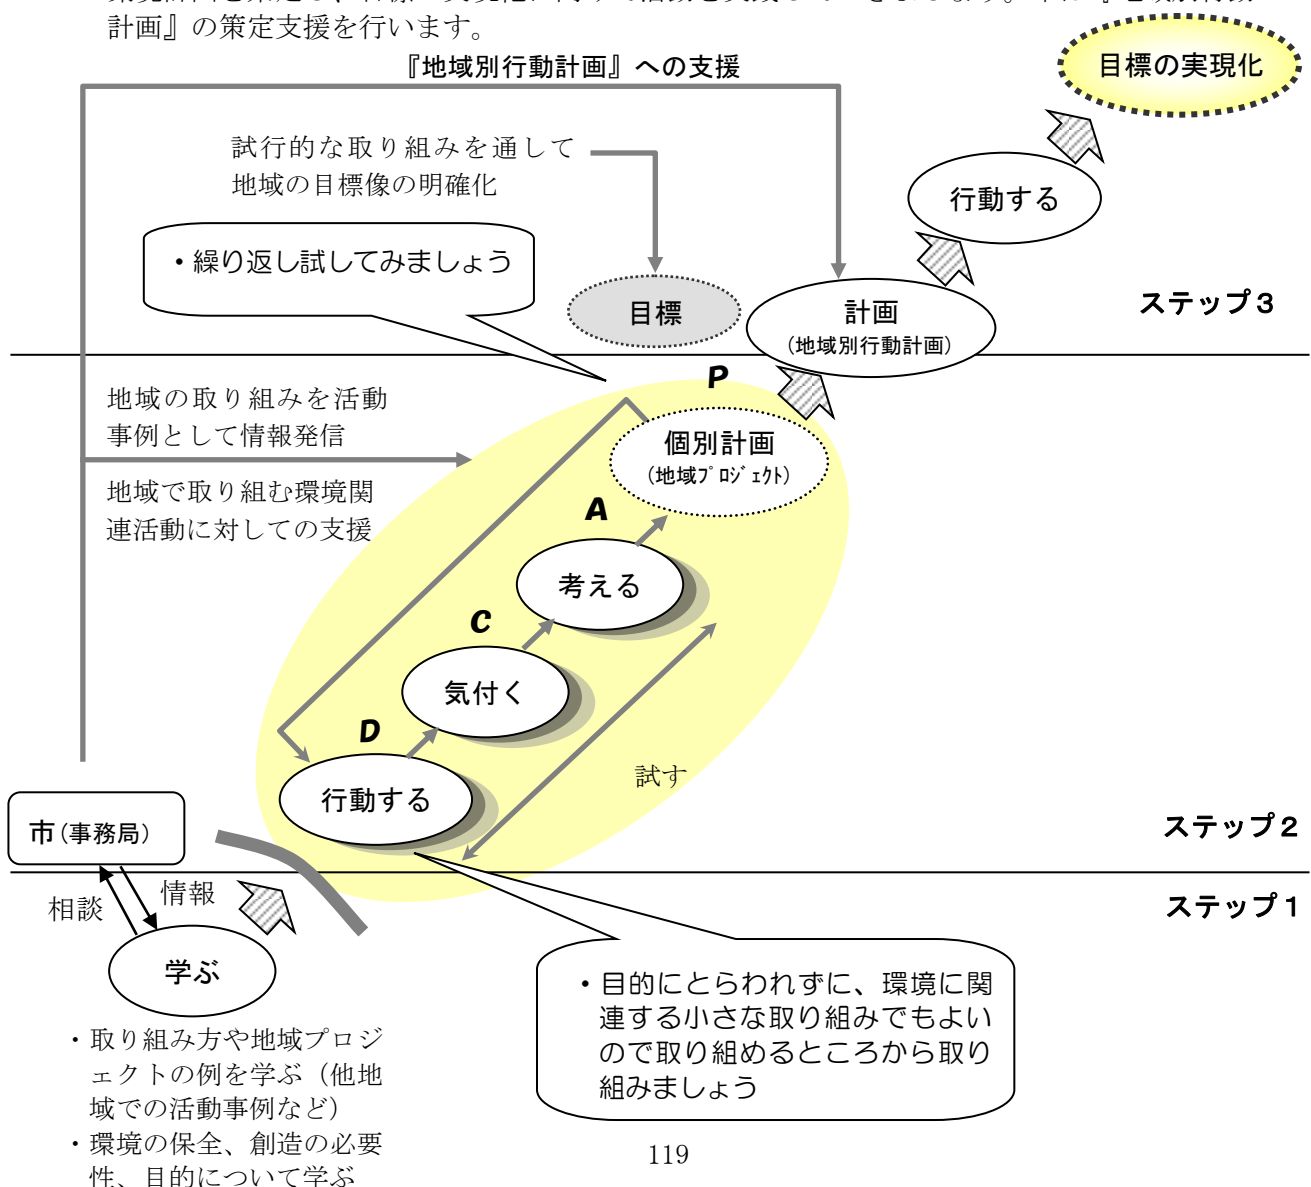 計画』の策定支援を行います。
『地域別行動計画』への支援
目標の実現化
試行的な取り組みを通して
地域の目標像の明確化
行動する
・繰り返し試してみましょう
目標
計画
(地域別行動計画)
ステップ３
P
地域の取り組みを活動
事例として情報発信
個別計画
(地域ﾌﾟﾛｼﾞｪｸﾄ)
地域で取り組む環境関
連活動に対しての支援
A
考える
C
気付く
D
行動する
試す
市(事務局)
ステップ２
相談
情報
ステップ１
学ぶ
・目的にとらわれずに、環境に関
連する小さな取り組みでもよい
ので取り組めるところから取り
組みましょう
・取り組み方や地域プロジ
ェクトの例を学ぶ（他地
域での活動事例など）
・環境の保全、創造の必要
性、目的について学ぶ
119